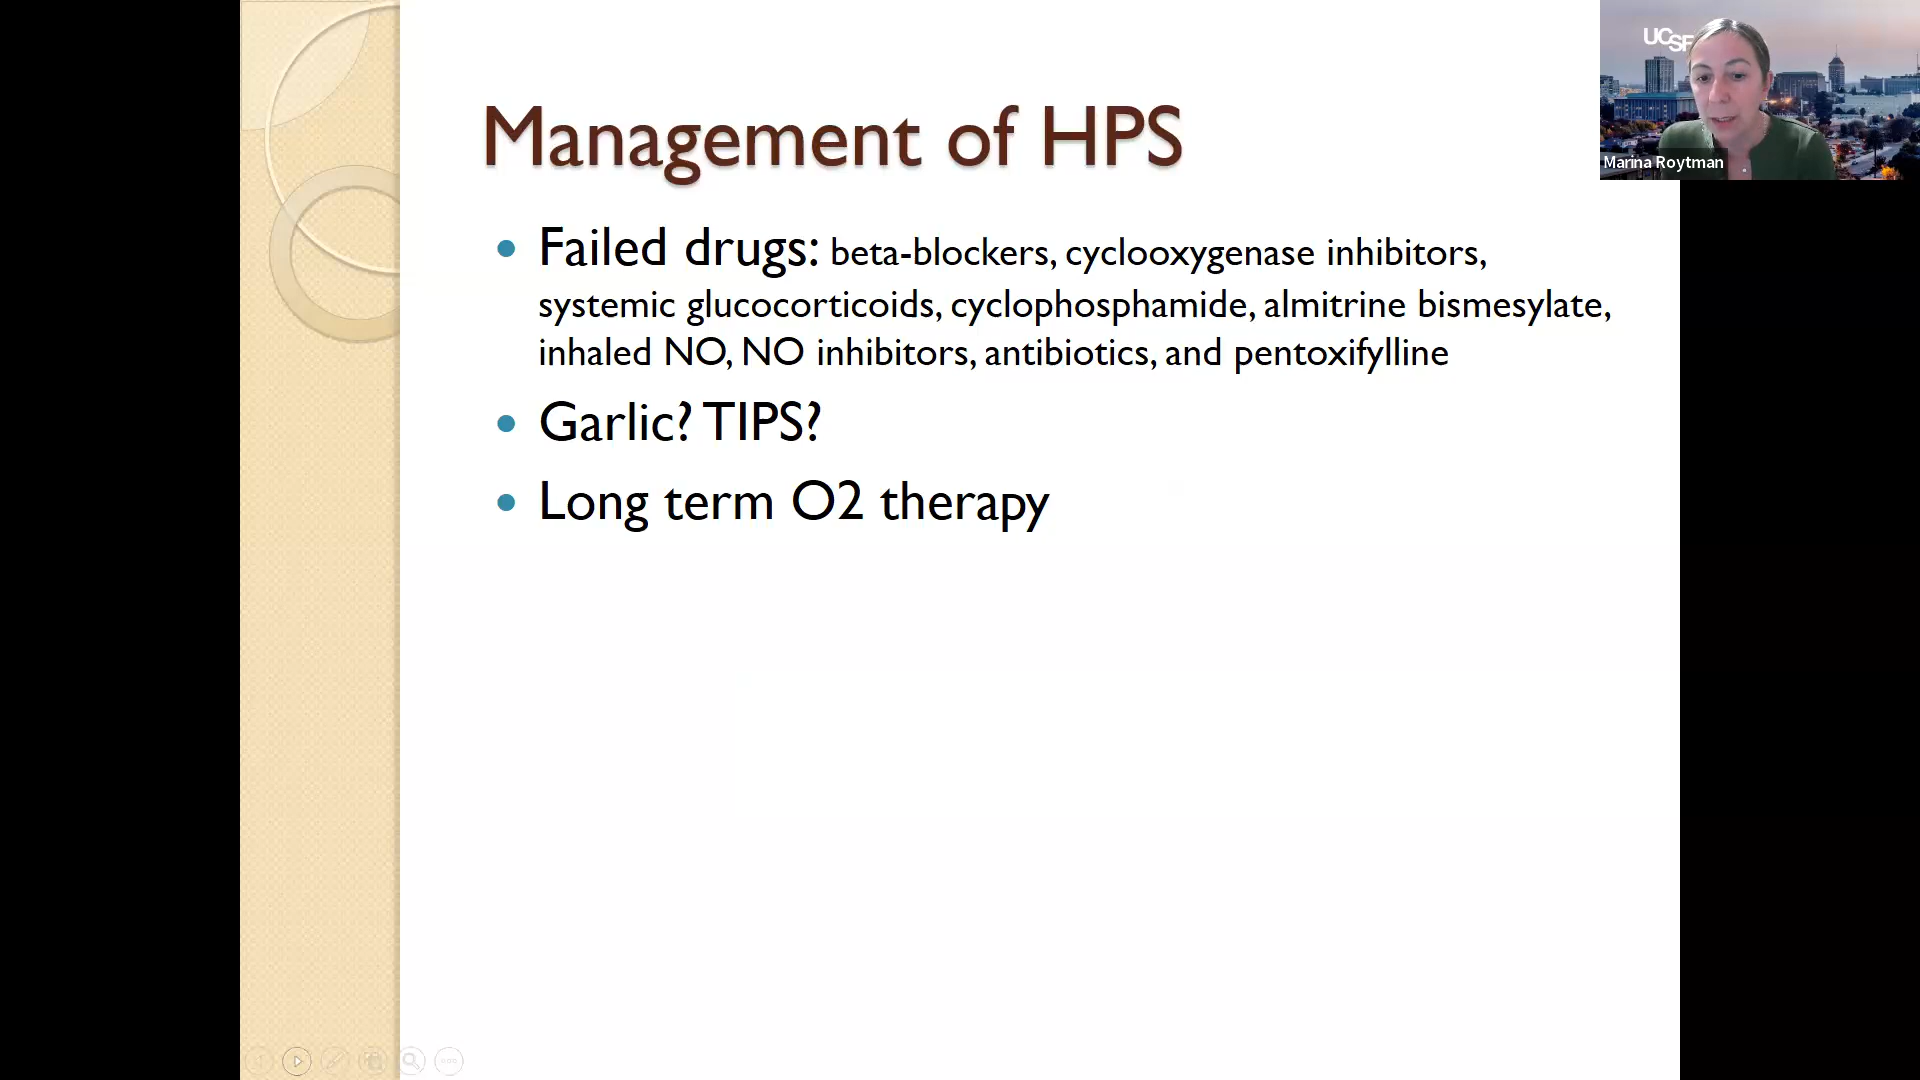 UCSF
Marina Roytman
Management of HPS
Failed drugs: beta-blockers, cyclooxygenase inhibitors,
systemic glucocorticoids, cyclophosphamide, almitrine bismesylate,
inhaled NO, NO inhibitors, antibiotics, and pentoxifylline
Garlic? TIPS?
Long term O2 therapy